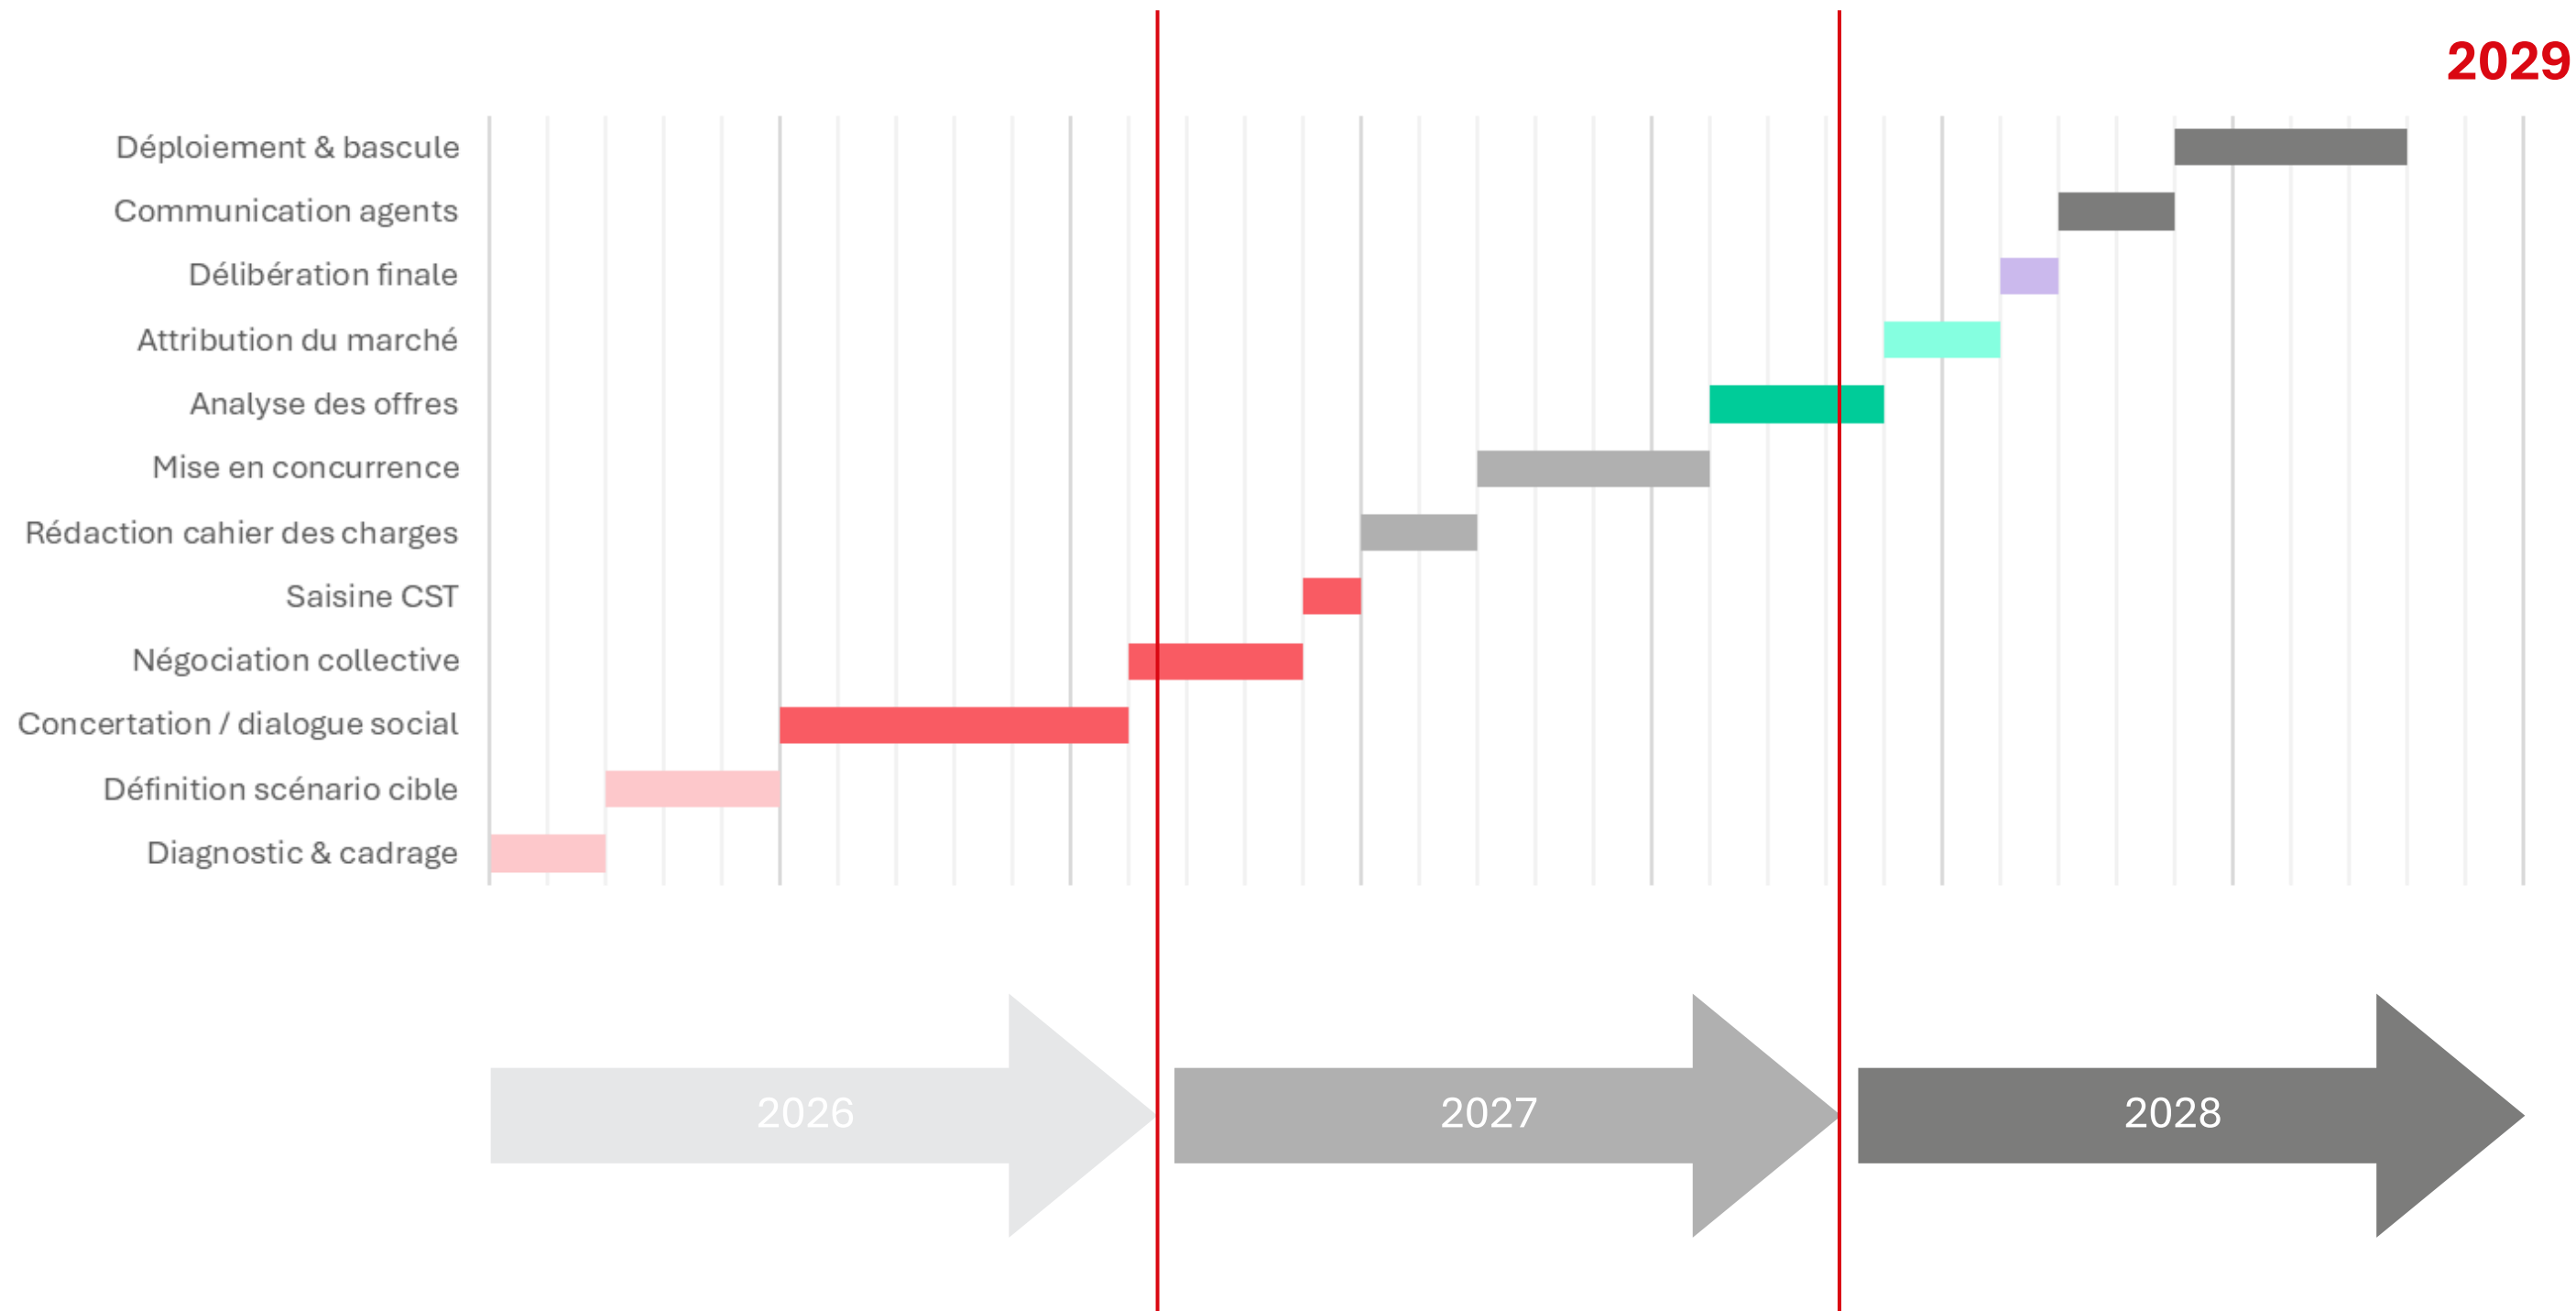 2029
Déploiement & bascule
Communication agents
Délibération finale
Attribution du marché
Analyse des offres
Mise en concurrence
Rédaction cahier des charges
Saisine CST
Négociation collective
Concertation / dialogue social
Définition scénario cible
Diagnostic & cadrage
2026
2027
2028